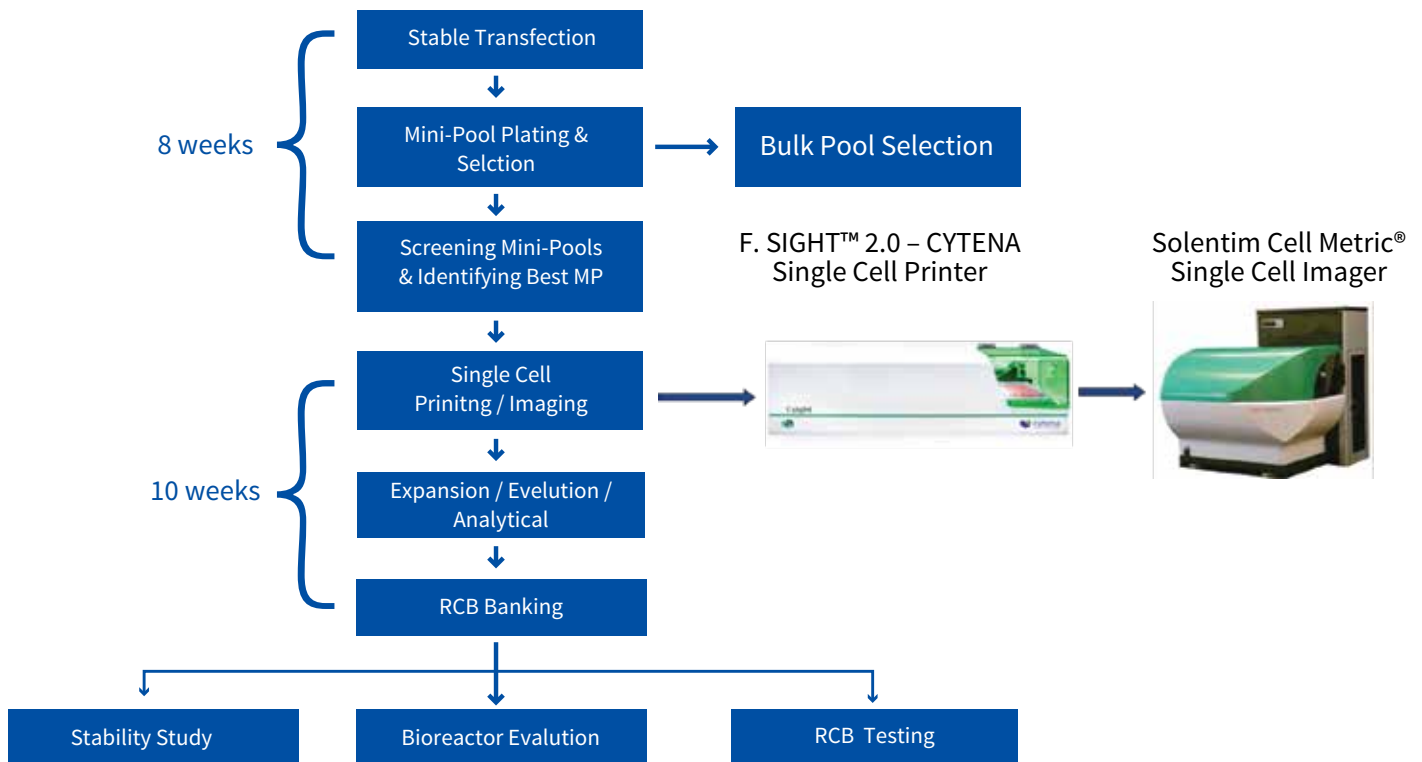 Stable Transfection
8 weeks
Mini-Pool Plating &
Selction
Bulk Pool Selection
Screening Mini-Pools
& Identifying Best MP
F. SIGHT™ 2.0 – CYTENA
Single Cell Printer
Solentim Cell Metric®
Single Cell Imager
Single Cell
Prinitng / Imaging
10 weeks
Expansion / Evelution /
Analytical
RCB Banking
Stability Study
Bioreactor Evalution
RCB Testing